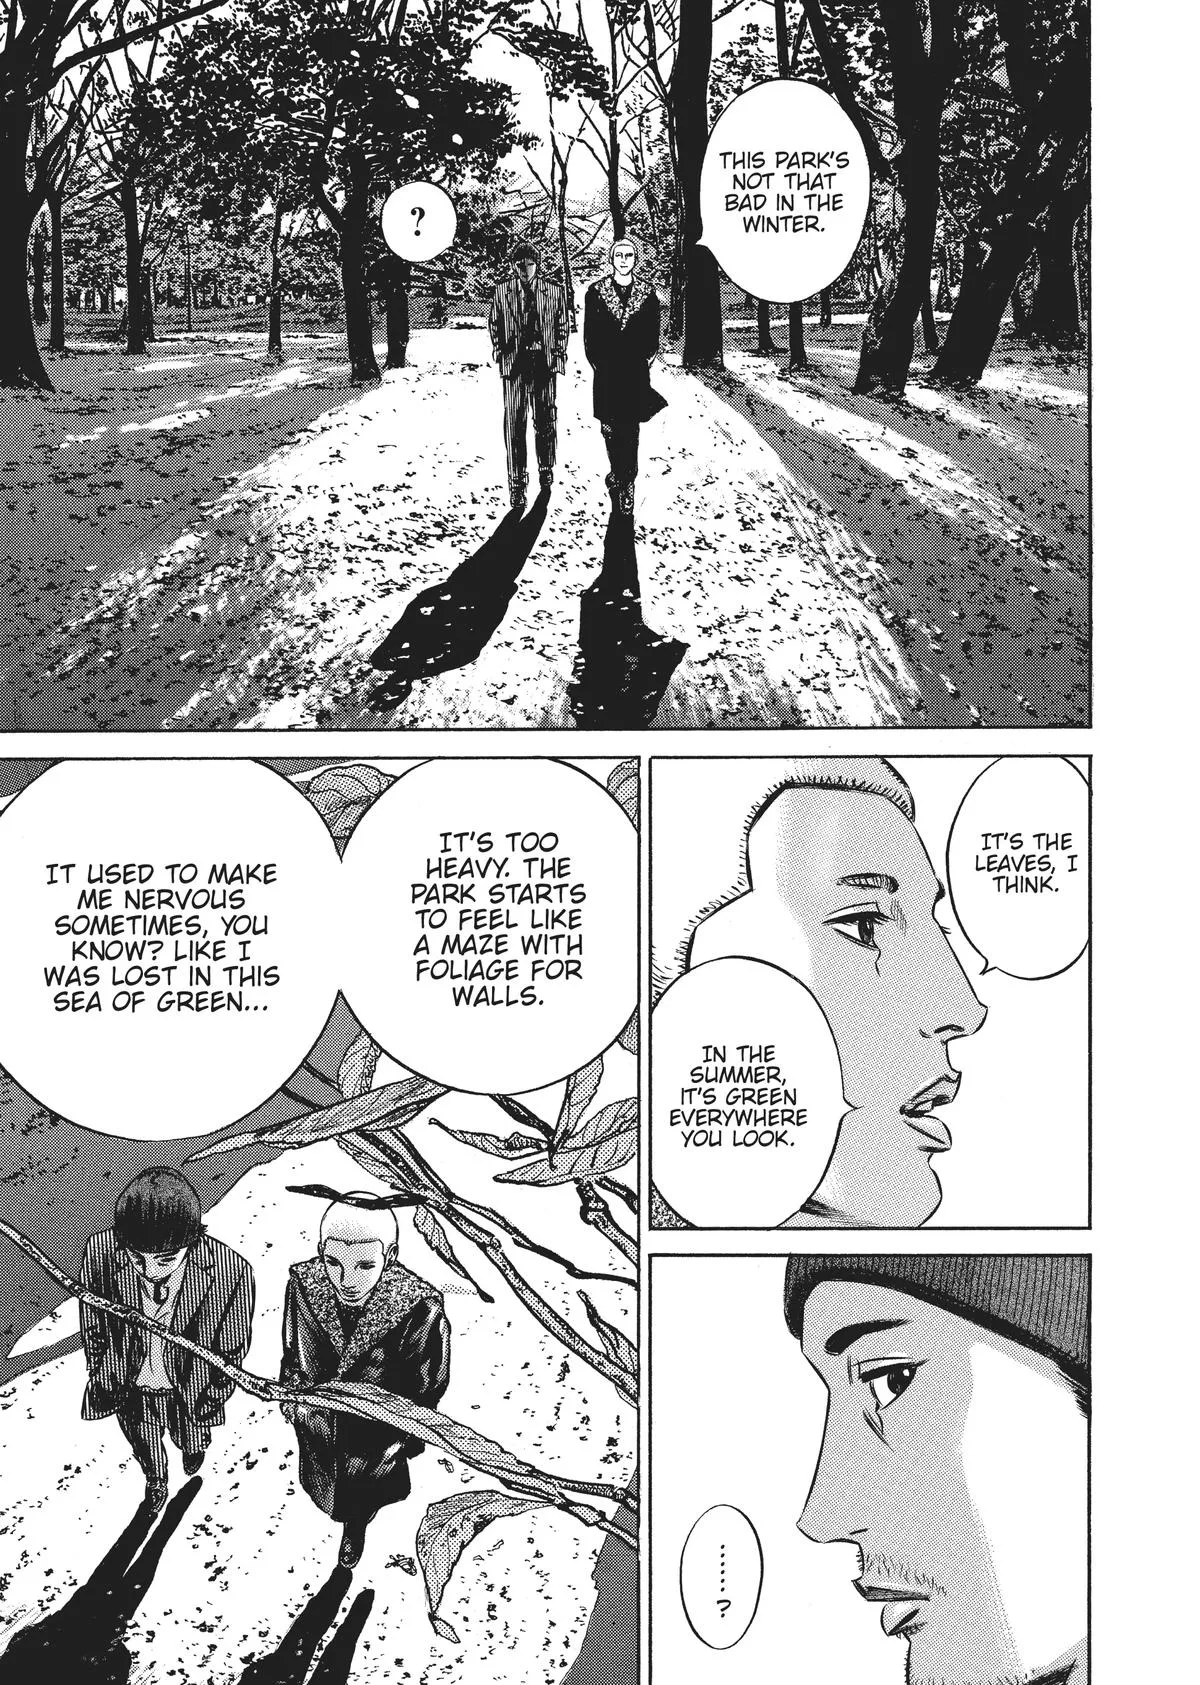 THIS PARK'S
NOT THAT
BAD IN THE
WINTER.
?
IT'S THE
LEAVES, I
THINK.
IN THE
SUMMER,
IT'S GREEN
EVERYWHERE
YOU LOOK.
......?
IT'S TOO
HEAVY. THE
PARK STARTS
TO FEEL LIKE
A MAZE WITH
FOLIAGE FOR
WALLS.
IT USED TO MAKE
ME NERVOUS
SOMETIMES, YOU
KNOW? LIKE I
WAS LOST IN THIS
SEA OF GREEN...